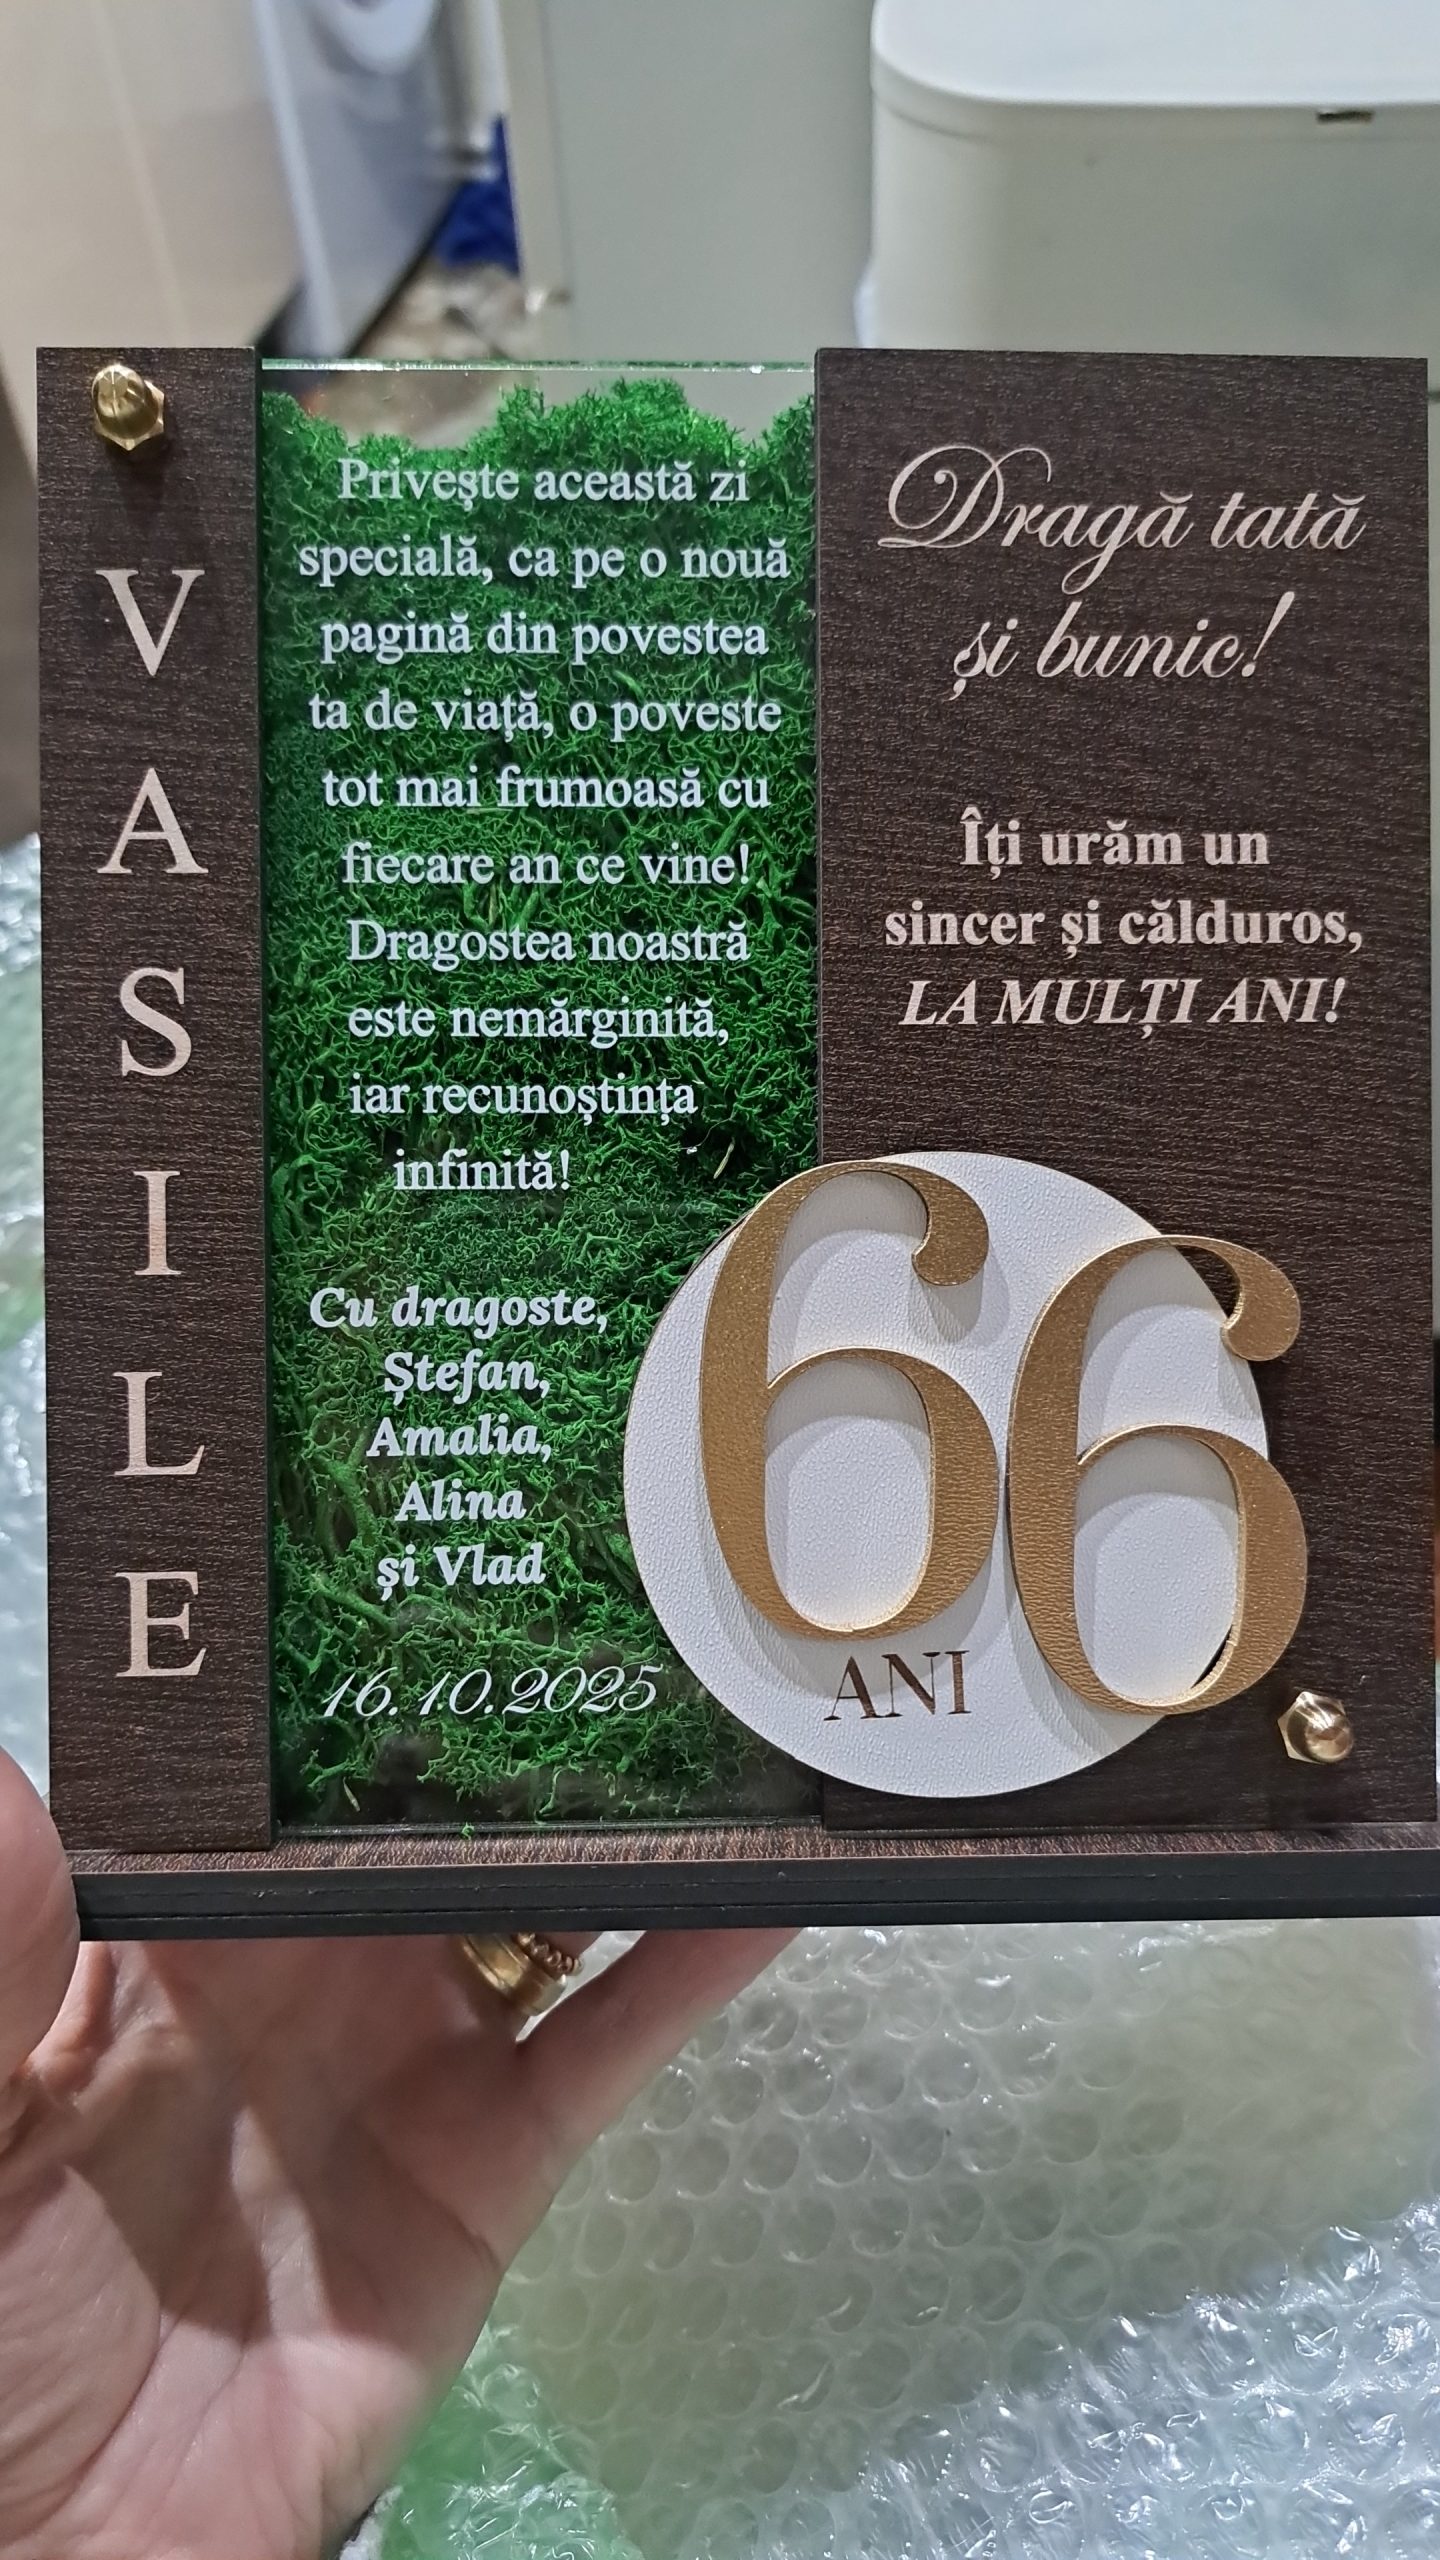 V
A
S
I
L
E
Privește această zi
specială, ca pe o nouă
pagină din povestea
ta de viață, o poveste
tot mai frumoasă cu
fiecare an ce vine!
Dragostea noastră
este nemărginită,
iar recunoștința
infinită!
Cu dragoste,
Ștefan,
Amalia,
Alina
și Vlad
16.10.2025
Dragă tată
și bunic!
Îți urăm un
sincer și călduros,
LA MULȚI ANI!
66
ANI